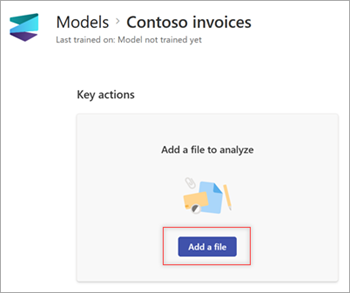 Models > Contoso invoices
Last trained on: Model not trained yet
Key actions
Add a file to analyze
Add a file